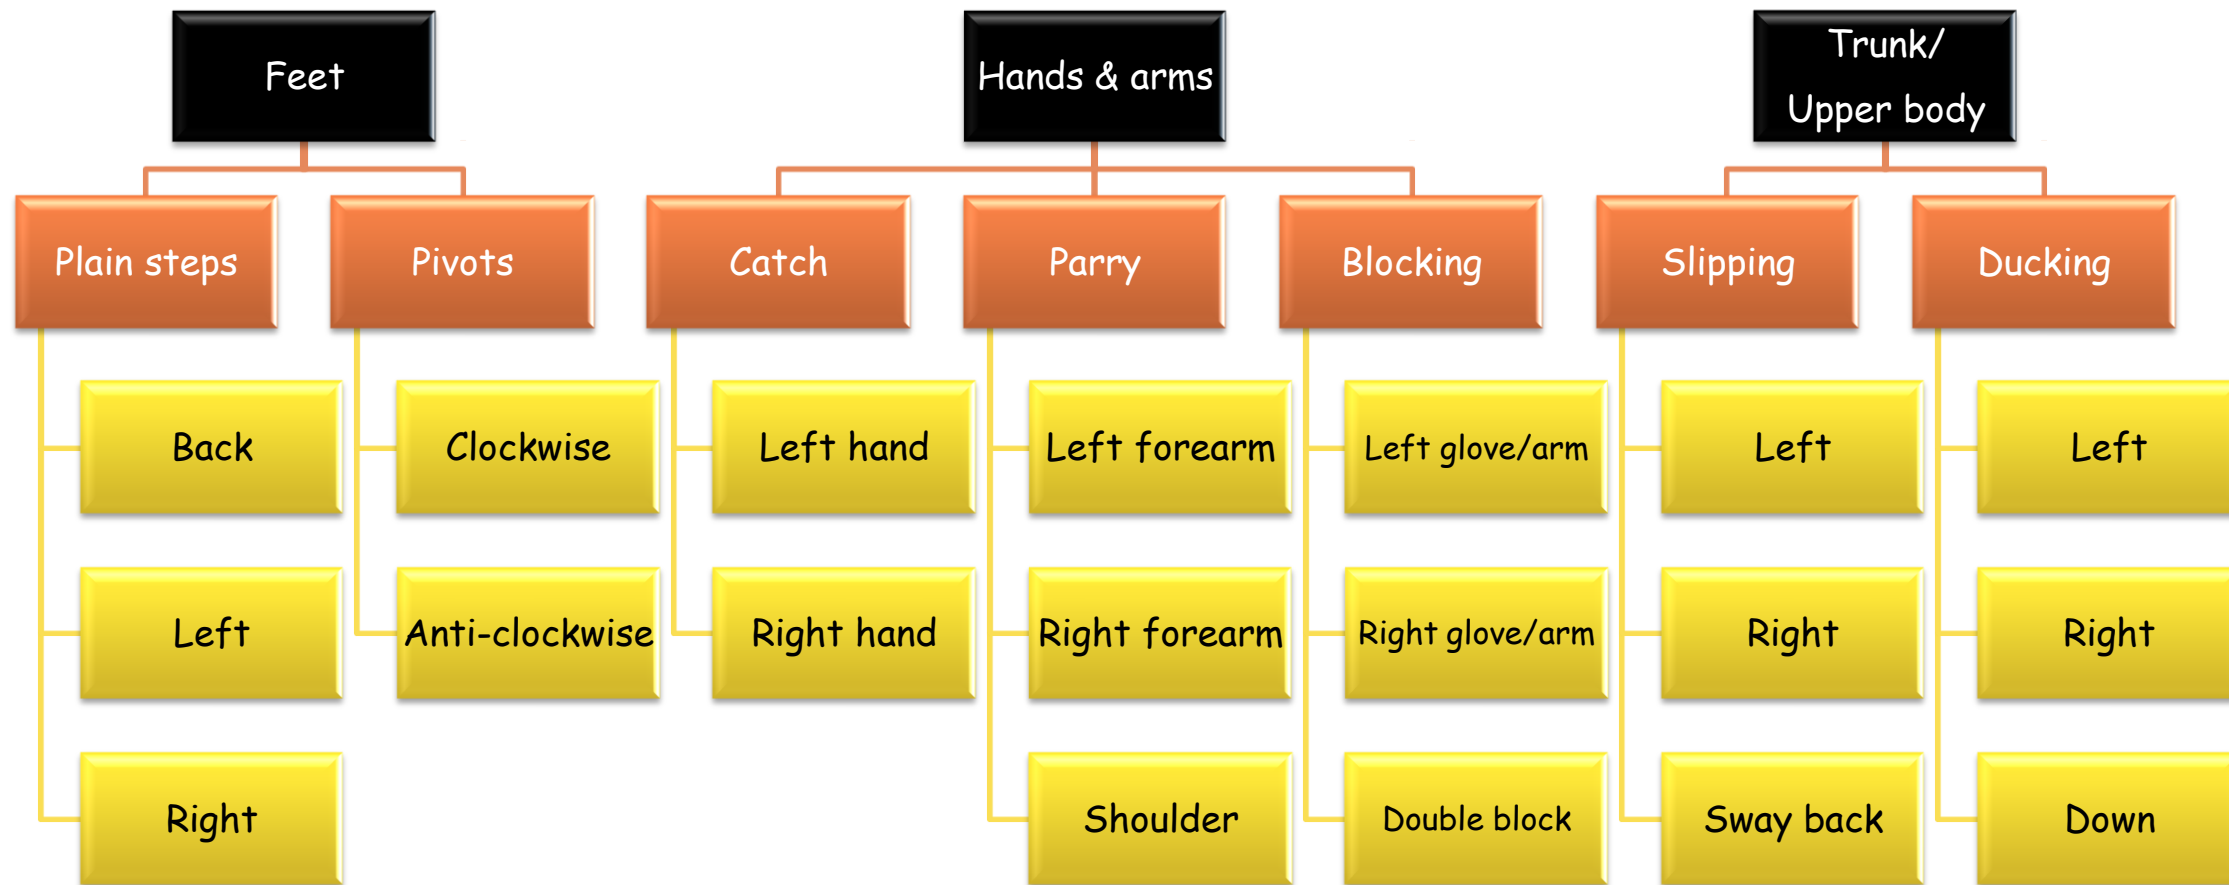 Feet
Hands & arms
Trunk/
Upper body
Plain steps
Pivots
Catch
Parry
Blocking
Slipping
Ducking
Back
Clockwise
Left hand
Left forearm
Left glove/arm
Left
Left
Left
Anti-clockwise
Right hand
Right forearm
Right glove/arm
Right
Right
Right
Shoulder
Double block
Sway back
Down